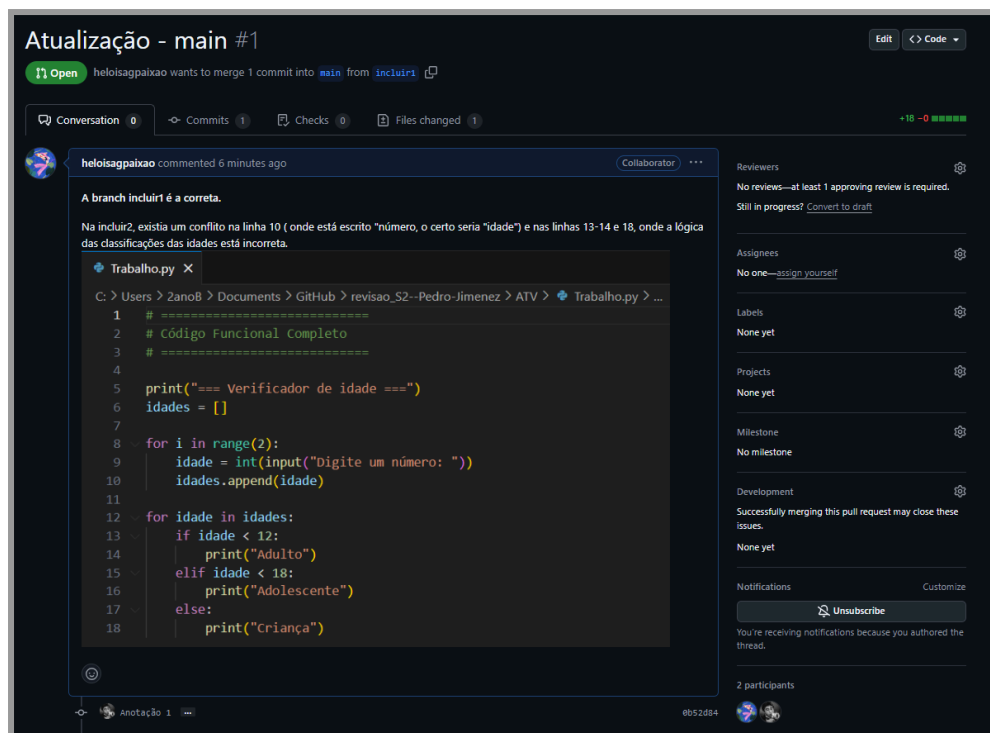 Atualização - main #1
Edit
<> Code
Open
heloisagpaixao wants to merge 1 commit into main from incluir1
Conversation 0
Commits 1
Checks 0
Files changed 1
+18 −0
heloisagpaixao commented 6 minutes ago
Collaborator
A branch incluir1 é a correta.
Na incluir2, existia um conflito na linha 10 ( onde está escrito "número, o certo seria "idade") e nas linhas 13-14 e 18, onde a lógica
das classificações das idades está incorreta.
Trabalho.py
C: > Users > 2anoB > Documents > GitHub > revisao_S2--Pedro-Jimenez > ATV > Trabalho.py > ...
1 # ============================
2 # Código Funcional Completo
3 # ============================
4
5 print("=== Verificador de idade ===")
6 idades = []
7
8 for i in range(2):
9 idade = int(input("Digite um número: "))
10 idades.append(idade)
11
12 for idade in idades:
13 if idade < 12:
14 print("Adulto")
15 elif idade < 18:
16 print("Adolescente")
17 else:
18 print("Criança")
Anotação 1 ...
0b52d84
Reviewers
No reviews—at least 1 approving review is required.
Still in progress? Convert to draft
Assignees
No one—assign yourself
Labels
None yet
Projects
None yet
Milestone
No milestone
Development
Successfully merging this pull request may close these
issues.
None yet
Notifications
Customize
Unsubscribe
You're receiving notifications because you authored the
thread.
2 participants